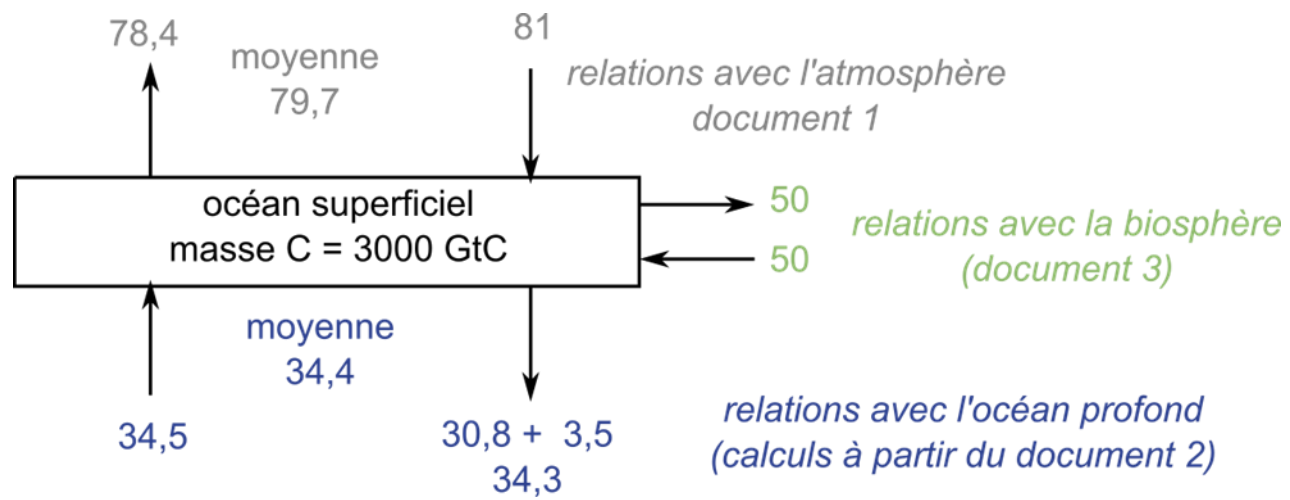 78,4
moyenne
79,7
81
relations avec l'atmosphère
document 1
océan superficiel
masse C = 3000 GtC
50
50
relations avec la biosphère
(document 3)
moyenne
34,4
34,5
30,8 + 3,5
34,3
relations avec l'océan profond
(calculs à partir du document 2)